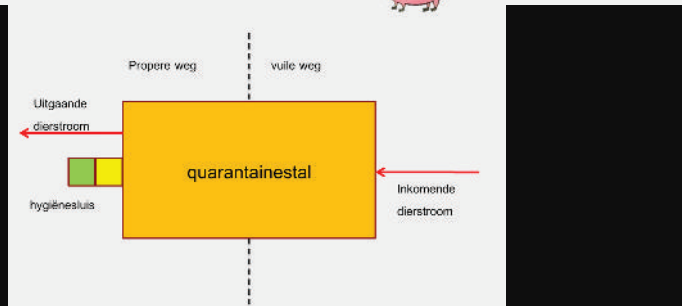 Propere weg
vuile weg
Uitgaande
dierstroom
quarantainestal
Inkomende
dierstroom
hygiënesluis